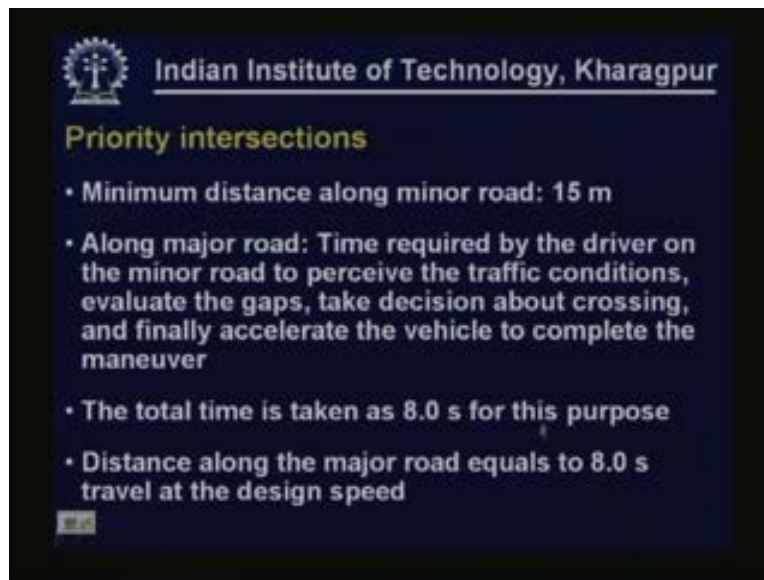 Indian Institute of Technology, Kharagpur
Priority intersections
• Minimum distance along minor road: 15 m
• Along major road: Time required by the driver on
the minor road to perceive the traffic conditions,
evaluate the gaps, take decision about crossing,
and finally accelerate the vehicle to complete the
maneuver
• The total time is taken as 8.0 s for this purpose
• Distance along the major road equals to 8.0 s
travel at the design speed